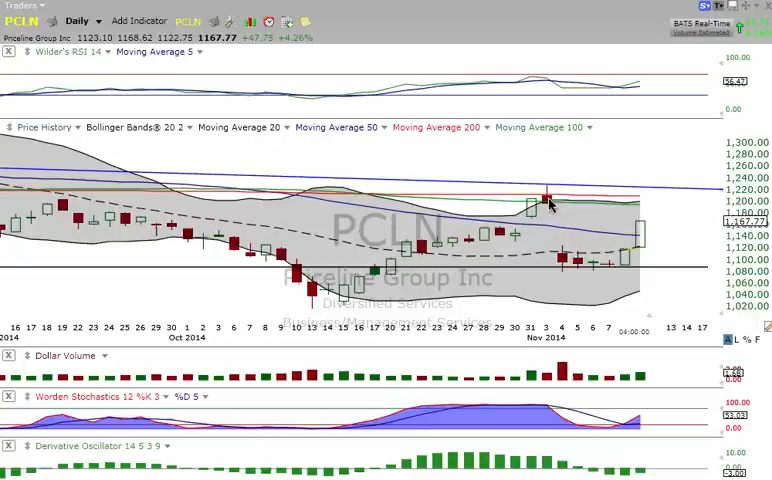 Traders
PCLN Daily Add Indicator PCLN
Priceline Group Inc 1123.10 1168.62 1122.75 1167.77 +47.75 +4.26%
BATS Real-Time
Volume Estimated
Wilder's RSI 14 Moving Average 5
100.00
56.47
0.00
Price History Bollinger Bands® 20 2 Moving Average 20 Moving Average 50 Moving Average 200 Moving Average 100
1,300.00
1,280.00
1,260.00
1,240.00
1,220.00
1,200.00
1,180.00
1,167.77
1,140.00
1,120.00
1,100.00
1,080.00
1,060.00
1,040.00
1,020.00
PCLN
Priceline Group Inc
Diversified Services
Business/Management Services
16 17 18 19 22 23 24 25 26 29 30 1 2 3 6 7 8 9 10 13 14 15 16 17 20 21 22 23 24 27 28 29 30 31 3 4 5 6 7 04:00:00 13 14 17
2014 Oct 2014 Nov 2014
A L % F
Dollar Volume
1.68
0.00
Worden Stochastics 12 %K 3 %D 5
100.00
53.03
0.00
Derivative Oscillator 14 5 3 9
10.00
-3.00